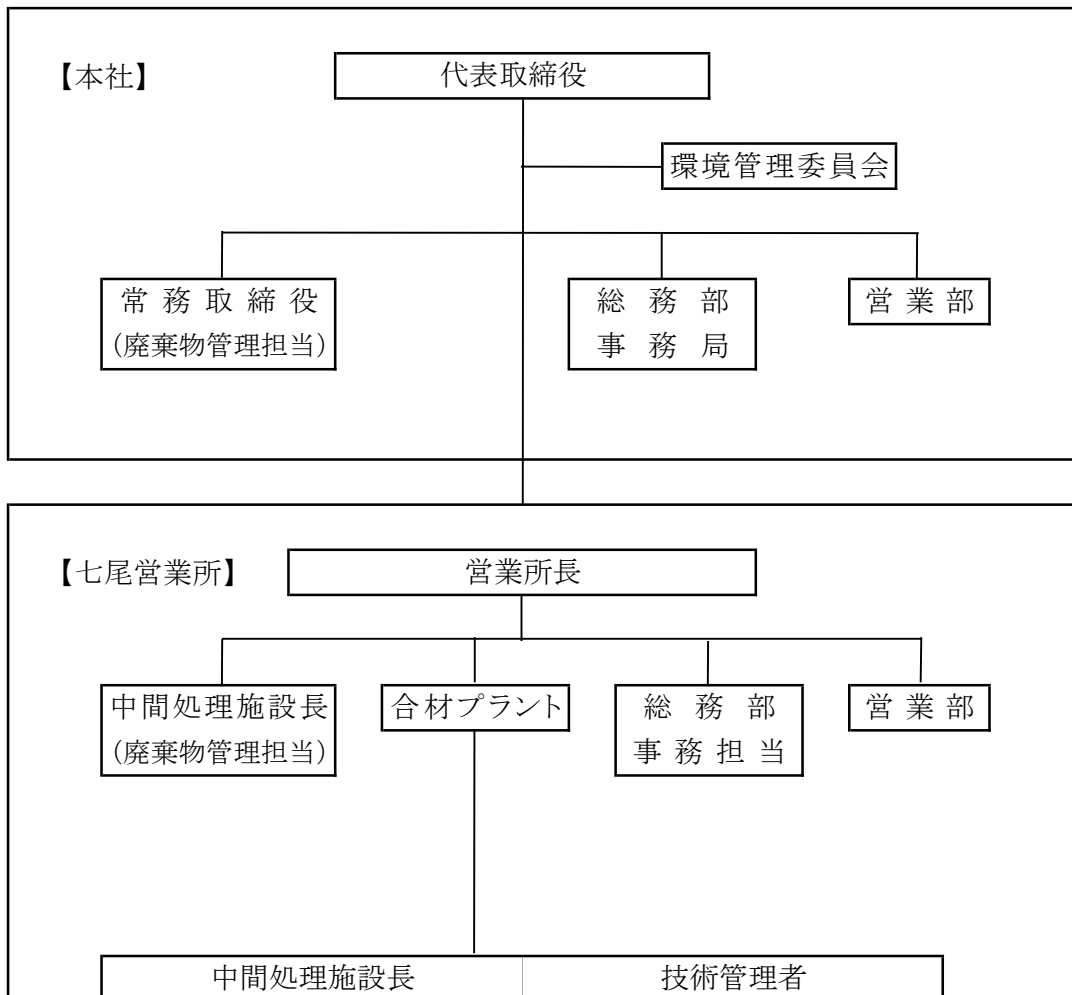 【本社】
代表取締役
環境管理委員会
常務取締役
(廃棄物管理担当)
総務部
事務局
営業部
【七尾営業所】
営業所長
中間処理施設長
(廃棄物管理担当)
合材プラント
総務部
事務担当
営業部
中間処理施設長
技術管理者